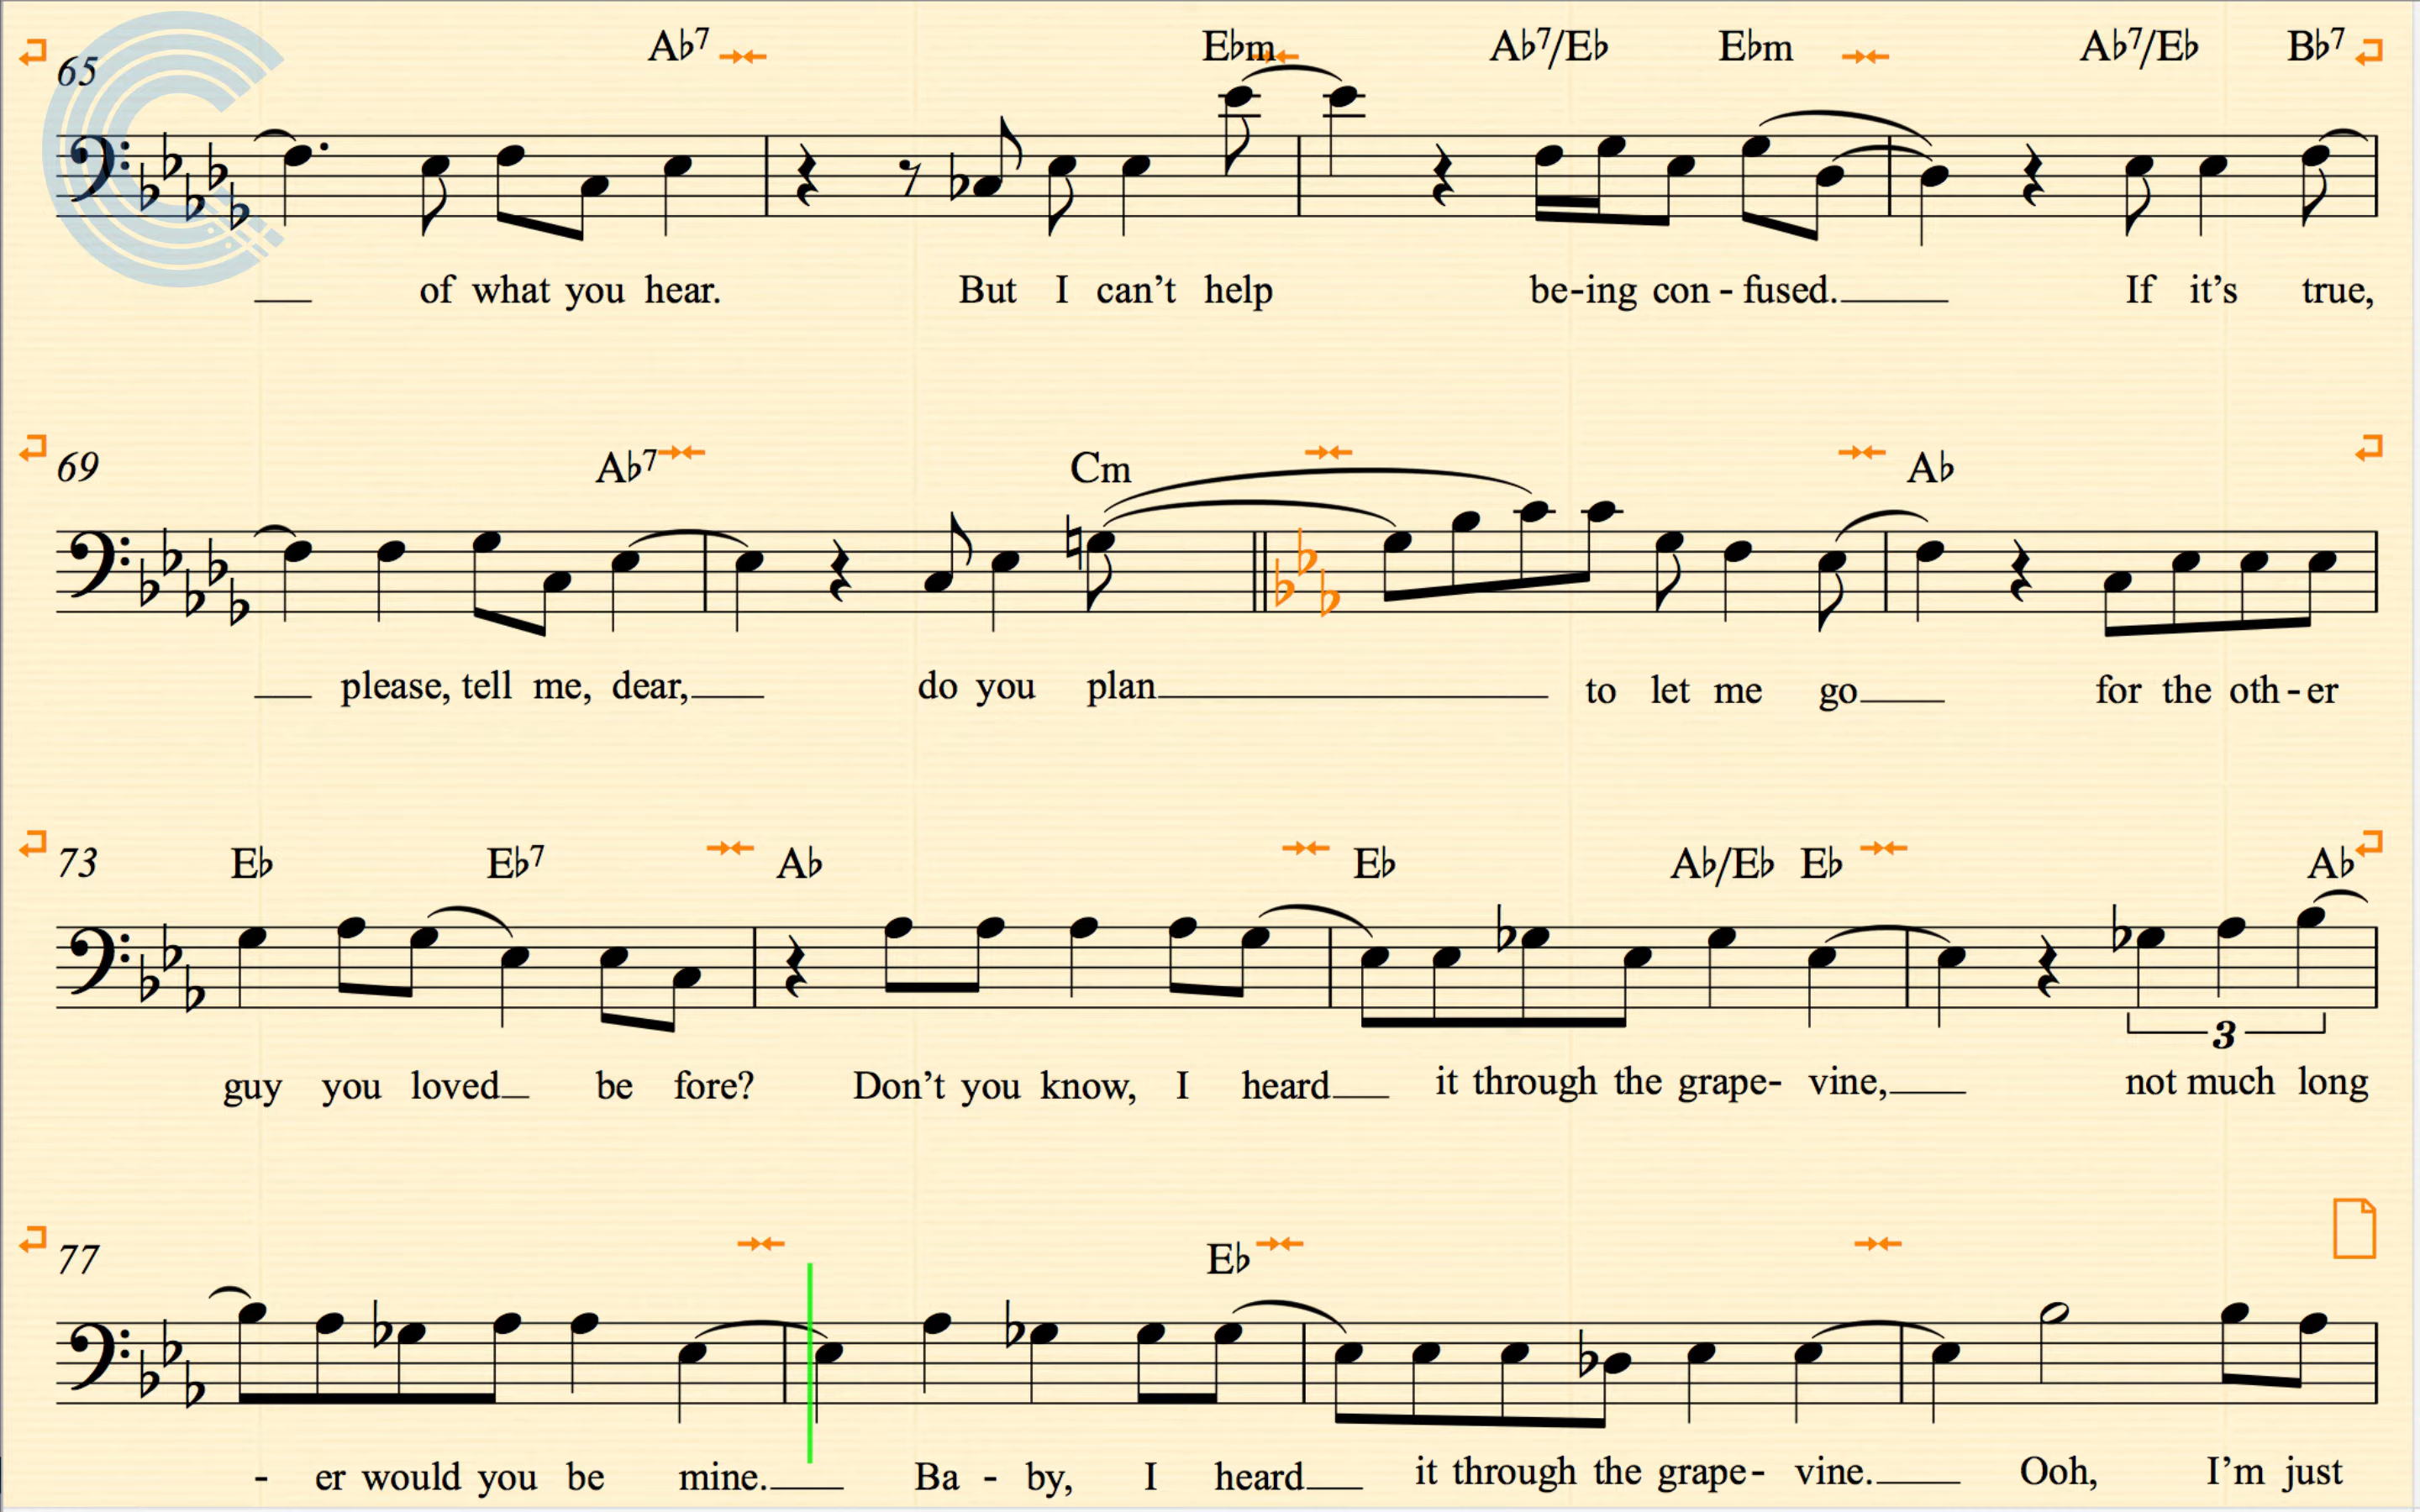 65 A♭7 E♭m A♭7/E♭ E♭m A♭7/E♭ B♭7
of what you hear. But I can’t help be-ing con - fused. If it’s true,
69 A♭7 Cm A♭
please, tell me, dear, do you plan to let me go for the oth - er
73 E♭ E♭7 A♭ E♭ A♭/E♭ E♭ A♭
guy you loved be fore? Don’t you know, I heard it through the grape- vine, not much long
3
77 E♭
- er would you be mine. Ba - by, I heard it through the grape- vine. Ooh, I’m just